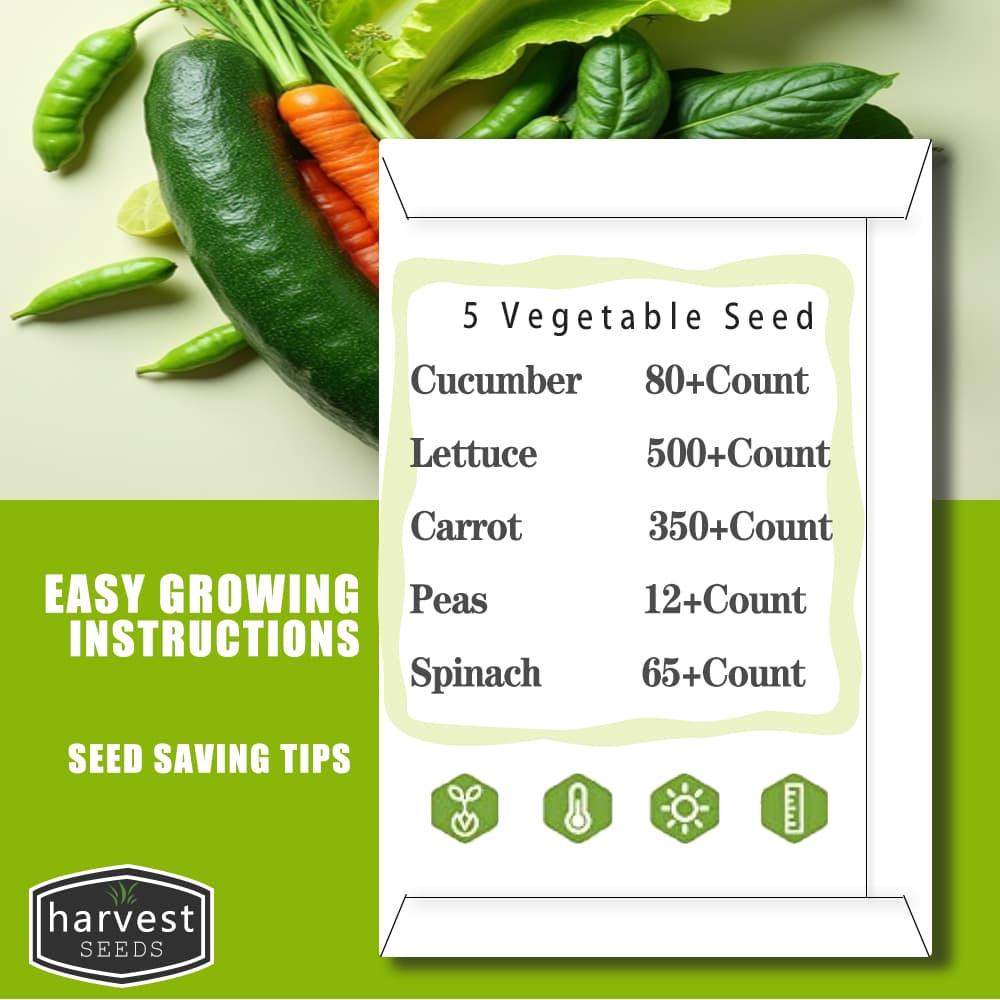 5 Vegetable Seed
Cucumber 80+Count
Lettuce 500+Count
Carrot 350+Count
Peas 12+Count
Spinach 65+Count
EASY GROWING
INSTRUCTIONS
SEED SAVING TIPS
harvest
SEEDS